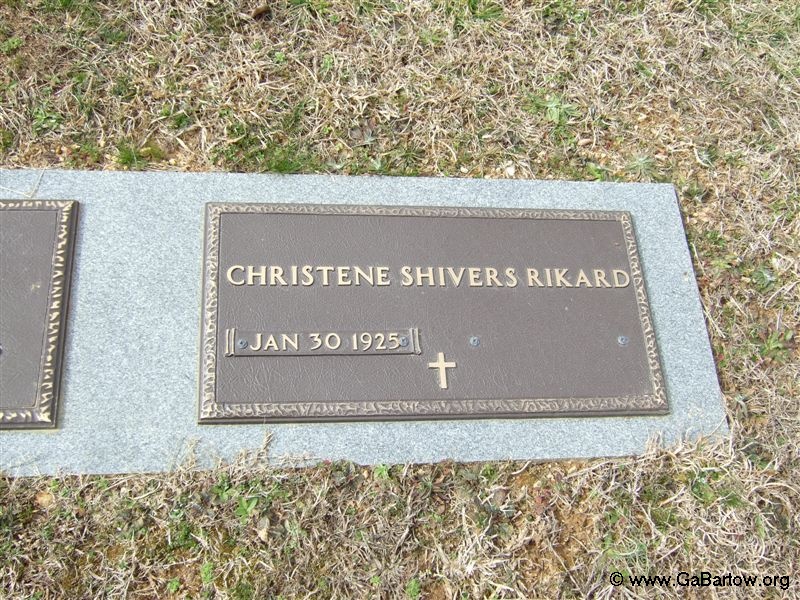 CHRISTENE SHIVERS RIKARD
JAN 30 1925
© www.GaBartow.org